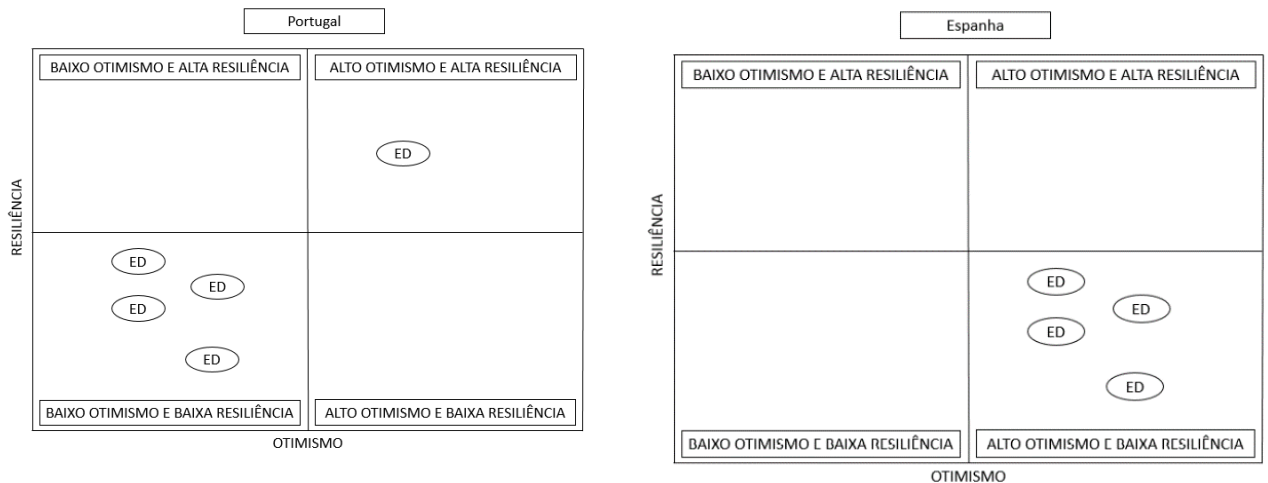 Portugal
BAIXO OTIMISMO E ALTA RESILIÊNCIA
ALTO OTIMISMO E ALTA RESILIÊNCIA
ED
RESILIÊNCIA
ED
ED
ED
ED
BAIXO OTIMISMO E BAIXA RESILIÊNCIA
ALTO OTIMISMO E BAIXA RESILIÊNCIA
OTIMISMO
Espanha
BAIXO OTIMISMO E ALTA RESILIÊNCIA
ALTO OTIMISMO E ALTA RESILIÊNCIA
RESILIÊNCIA
ED
ED
ED
ED
BAIXO OTIMISMO E BAIXA RESILIÊNCIA
ALTO OTIMISMO E BAIXA RESILIÊNCIA
OTIMISMO